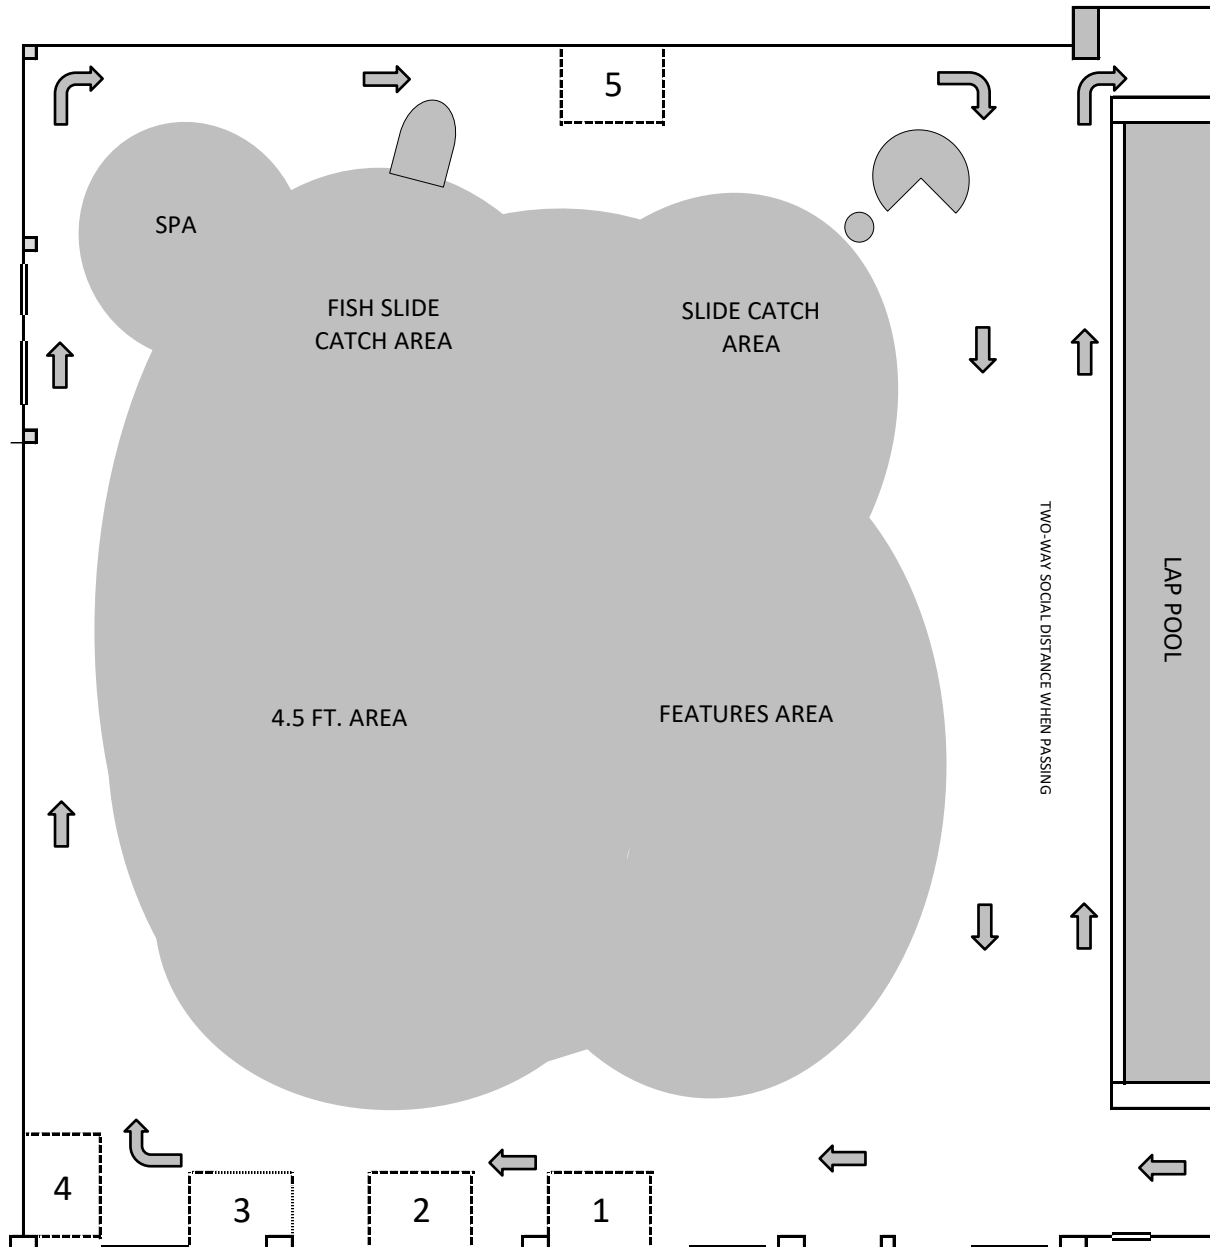 5
SPA
FISH SLIDE
CATCH AREA
SLIDE CATCH
AREA
TWO-WAY SOCIAL DISTANCE WHEN PASSING
LAP POOL
4.5 FT. AREA
FEATURES AREA
4
3
2
1